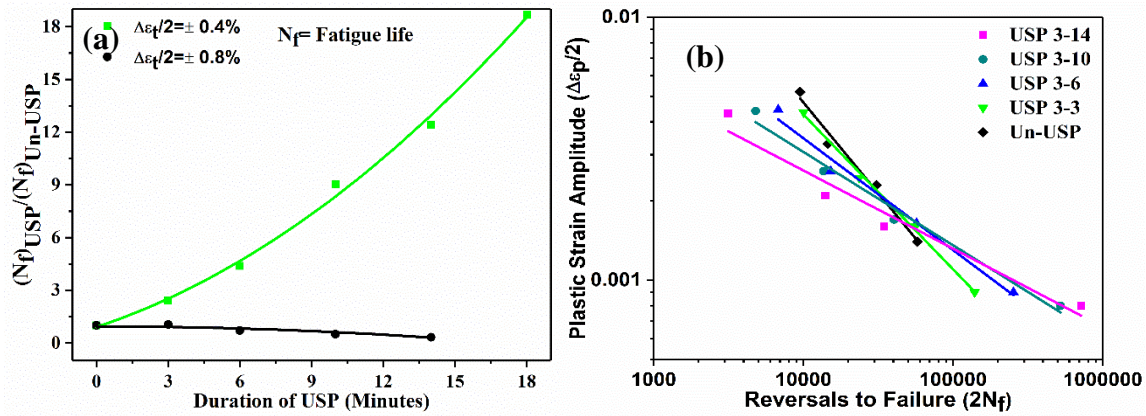 (a)
Δεt/2=± 0.4%
Δεt/2=± 0.8%
Nf= Fatigue life
(Nf)USP/(Nf)Un-USP
18
15
12
9
6
3
0
0 3 6 9 12 15 18
Duration of USP (Minutes)
(b)
USP 3-14
USP 3-10
USP 3-6
USP 3-3
Un-USP
Plastic Strain Amplitude (Δεp/2)
0.01
0.001
1000 10000 100000 1000000
Reversals to Failure (2Nf)